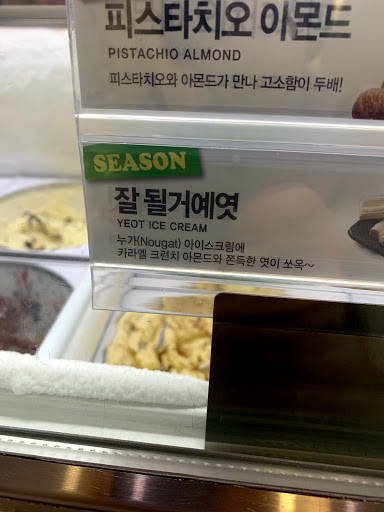 피스타치오 아몬드
PISTACHIO ALMOND
피스타치오와 아몬드가 만나 고소함이 두배!
SEASON
잘 될거예엿
YEOT ICE CREAM
누가(Nougat) 아이스크림에
카라멜 크런치 아몬드와 쫀득한 엿이 쏘옥~